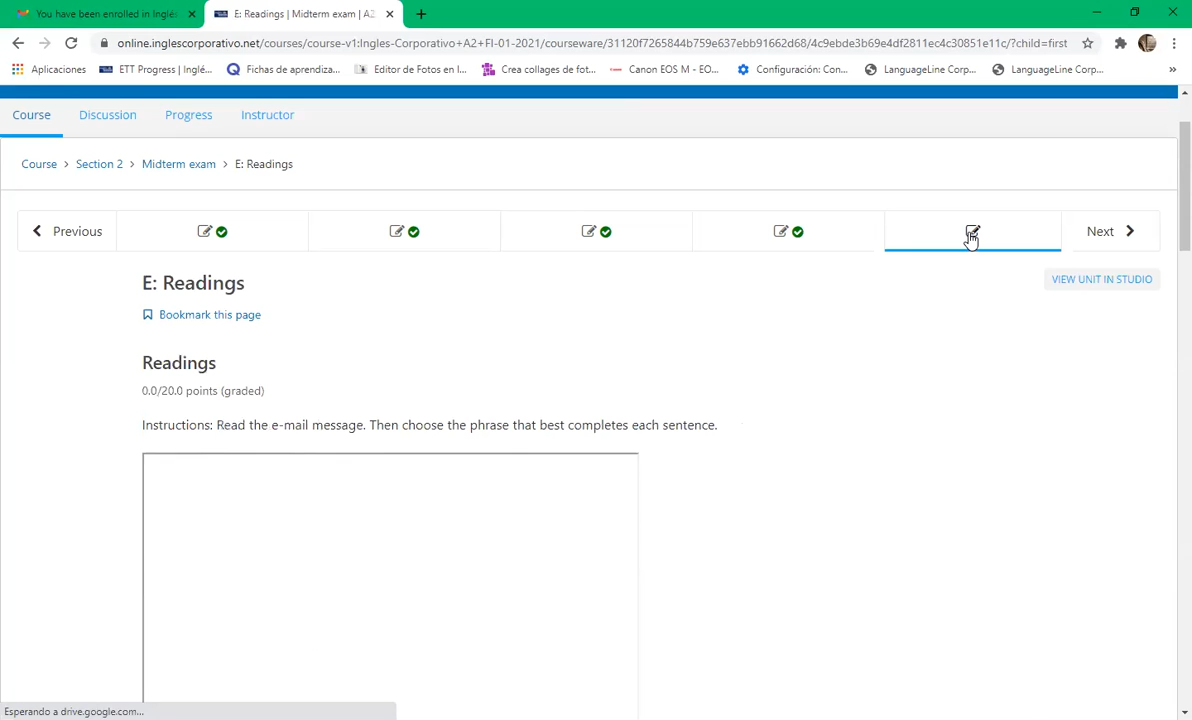 You have been enrolled in Inglés
E: Readings | Midterm exam | A2
online.inglescorporativo.net/courses/course-v1:Ingles-Corporativo+A2+FI-01-2021/courseware/31120f7265844b759e637ebb91662d68/4c9ebde3b69e4df2811ec4c30851e11c/?child=first
Aplicaciones
ETT Progress | Inglé...
Fichas de aprendiza...
Editor de Fotos en l...
Crea collages de fot...
Canon EOS M - EO...
Configuración: Con...
LanguageLine Corp...
LanguageLine Corp...
»
Course Discussion Progress Instructor
Course > Section 2 > Midterm exam > E: Readings
Previous
Next
E: Readings
VIEW UNIT IN STUDIO
Bookmark this page
Readings
0.0/20.0 points (graded)
Instructions: Read the e-mail message. Then choose the phrase that best completes each sentence.
Esperando a drive.google.com...